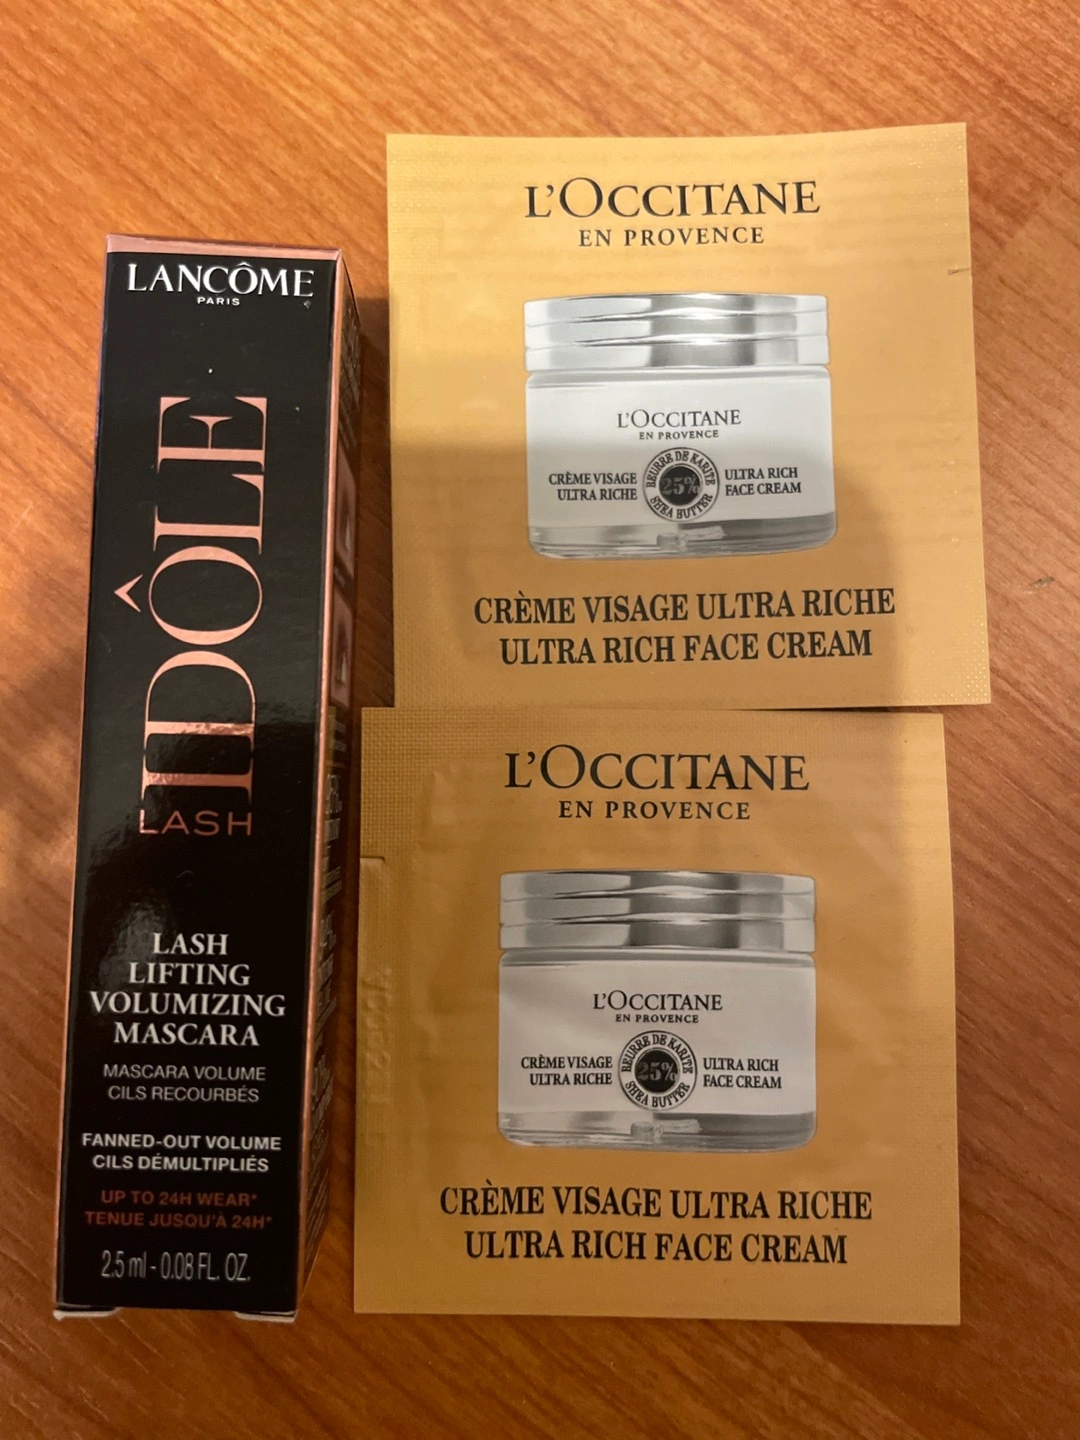 LANCÔME
PARIS
IDÔLE
LASH
LASH
LIFTING
VOLUMIZING
MASCARA
MASCARA VOLUME
CILS RECOURBÉS
FANNED-OUT VOLUME
CILS DÉMULTIPLIÉS
UP TO 24H WEAR*
TENUE JUSQU'À 24H*
2.5 ml - 0.08 FL. OZ.
L'OCCITANE
EN PROVENCE
L'OCCITANE
EN PROVENCE
CRÈME VISAGE
ULTRA RICHE
BEURRE DE KARITÉ
25%
SHEA BUTTER
ULTRA RICH
FACE CREAM
CRÈME VISAGE ULTRA RICHE
ULTRA RICH FACE CREAM
L'OCCITANE
EN PROVENCE
L'OCCITANE
EN PROVENCE
CRÈME VISAGE
ULTRA RICHE
BEURRE DE KARITÉ
25%
SHEA BUTTER
ULTRA RICH
FACE CREAM
CRÈME VISAGE ULTRA RICHE
ULTRA RICH FACE CREAM